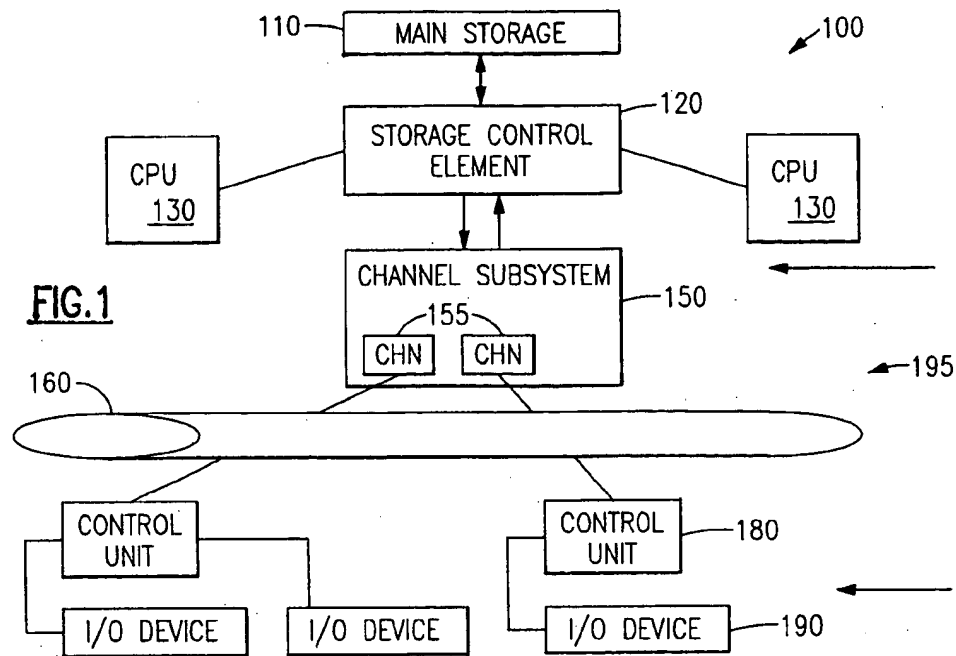 110
MAIN STORAGE
100
120
STORAGE CONTROL
ELEMENT
CPU
130
CPU
130
CHANNEL SUBSYSTEM
150
FIG.1
155
CHN
CHN
195
160
CONTROL
UNIT
CONTROL
UNIT
180
I/O DEVICE
I/O DEVICE
I/O DEVICE
190